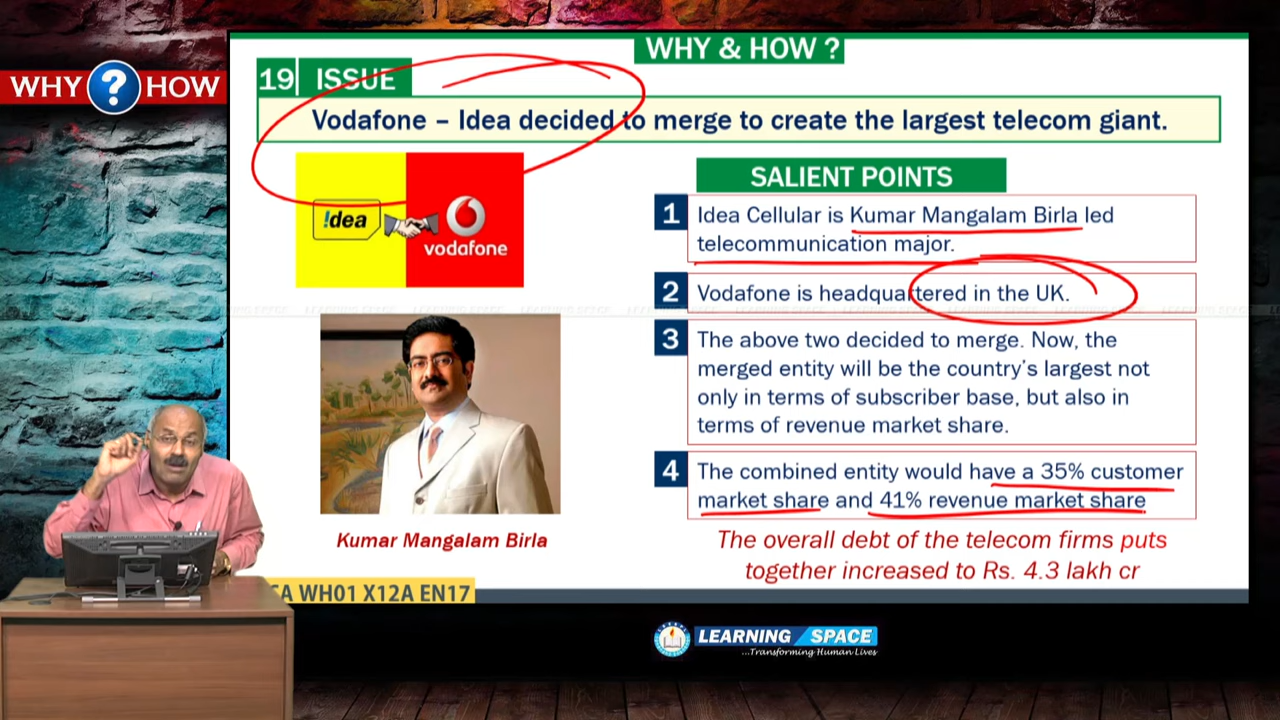 WHY & HOW ?
WHY ? HOW
19 ISSUE
Vodafone – Idea decided to merge to create the largest telecom giant.
!dea
vodafone
SALIENT POINTS
1 Idea Cellular is Kumar Mangalam Birla led
telecommunication major.
2 Vodafone is headquartered in the UK.
3 The above two decided to merge. Now, the
merged entity will be the country's largest not
only in terms of subscriber base, but also in
terms of revenue market share.
4 The combined entity would have a 35% customer
market share and 41% revenue market share
Kumar Mangalam Birla
The overall debt of the telecom firms puts
together increased to Rs. 4.3 lakh cr
CA WH01 X12A EN17
LEARNING SPACE
...Transforming Human Lives